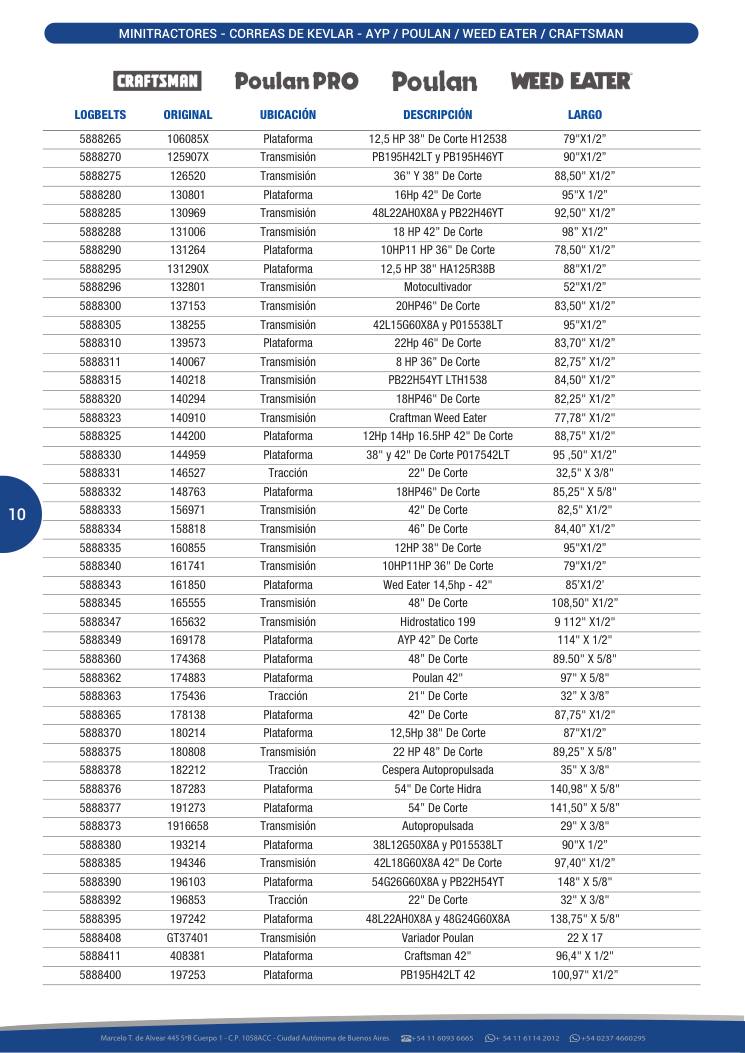 MINITRACTORES - CORREAS DE KEVLAR - AYP / POULAN / WEED EATER / CRAFTSMAN
CRAFTSMAN Poulan PRO Poulan WEED EATER
LOGBELTS ORIGINAL UBICACIÓN DESCRIPCIÓN LARGO
5888265 106085X Plataforma 12,5 HP 38" De Corte H12538 79"X1/2”
5888270 125907X Transmisión PB195H42LT y PB195H46YT 90"X1/2”
5888275 126520 Transmisión 36" Y 38" De Corte 88,50" X1/2”
5888280 130801 Plataforma 16Hp 42" De Corte 95"X 1/2”
5888285 130969 Transmisión 48L22AH0X8A y PB22H46YT 92,50" X1/2”
5888288 131006 Transmisión 18 HP 42” De Corte 98” X1/2”
5888290 131264 Plataforma 10HP11 HP 36" De Corte 78,50" X1/2”
5888295 131290X Plataforma 12,5 HP 38" HA125R38B 88"X1/2”
5888296 132801 Transmisión Motocultivador 52"X1/2”
5888300 137153 Transmisión 20HP46" De Corte 83,50" X1/2”
5888305 138255 Transmisión 42L15G60X8A y P015538LT 95"X1/2”
5888310 139573 Plataforma 22Hp 46" De Corte 83,70" X1/2”
5888311 140067 Transmisión 8 HP 36” De Corte 82,75” X1/2”
5888315 140218 Transmisión PB22H54YT LTH1538 84,50" X1/2”
5888320 140294 Transmisión 18HP46" De Corte 82,25" X1/2”
5888323 140910 Transmisión Craftman Weed Eater 77,78" X1/2"
5888325 144200 Plataforma 12Hp 14Hp 16.5HP 42" De Corte 88,75" X1/2”
5888330 144959 Plataforma 38" y 42" De Corte P017542LT 95 ,50" X1/2”
5888331 146527 Tracción 22" De Corte 32,5" X 3/8"
5888332 148763 Plataforma 18HP46" De Corte 85,25" X 5/8"
5888333 156971 Transmisión 42" De Corte 82,5" X1/2"
5888334 158818 Transmisión 46” De Corte 84,40” X1/2”
5888335 160855 Transmisión 12HP 38" De Corte 95"X1/2”
5888340 161741 Transmisión 10HP11HP 36" De Corte 79"X1/2”
5888343 161850 Plataforma Wed Eater 14,5hp - 42" 85'X1/2'
5888345 165555 Transmisión 48" De Corte 108,50" X1/2”
5888347 165632 Transmisión Hidrostatico 199 9 112" X1/2"
5888349 169178 Plataforma AYP 42” De Corte 114" X 1/2"
5888360 174368 Plataforma 48” De Corte 89.50" X 5/8"
5888362 174883 Plataforma Poulan 42" 97" X 5/8"
5888363 175436 Tracción 21" De Corte 32” X 3/8”
5888365 178138 Plataforma 42" De Corte 87,75" X1/2"
5888370 180214 Plataforma 12,5Hp 38" De Corte 87"X1/2”
5888375 180808 Transmisión 22 HP 48” De Corte 89,25” X 5/8"
5888378 182212 Tracción Cespera Autopropulsada 35" X 3/8"
5888376 187283 Plataforma 54" De Corte Hidra 140,98" X 5/8"
5888377 191273 Plataforma 54” De Corte 141,50” X 5/8"
5888373 1916658 Transmisión Autopropulsada 29" X 3/8"
5888380 193214 Plataforma 38L12G50X8A y P015538LT 90"X 1/2”
5888385 194346 Transmisión 42L18G60X8A 42" De Corte 97,40" X1/2”
5888390 196103 Plataforma 54G26G60X8A y PB22H54YT 148" X 5/8"
5888392 196853 Tracción 22" De Corte 32" X 3/8"
5888395 197242 Plataforma 48L22AH0X8A y 48G24G60X8A 138,75" X 5/8"
5888408 GT37401 Transmisión Variador Poulan 22 X 17
5888411 408381 Plataforma Craftsman 42" 96,4" X 1/2"
5888400 197253 Plataforma PB195H42LT 42 100,97" X1/2”
10
Marcelo T. de Alvear 445 5ºB Cuerpo 1 - C.P. 1058ACC - Ciudad Autónoma de Buenos Aires +54 11 6093 6665 + 54 11 6114 2012 +54 0237 4660295